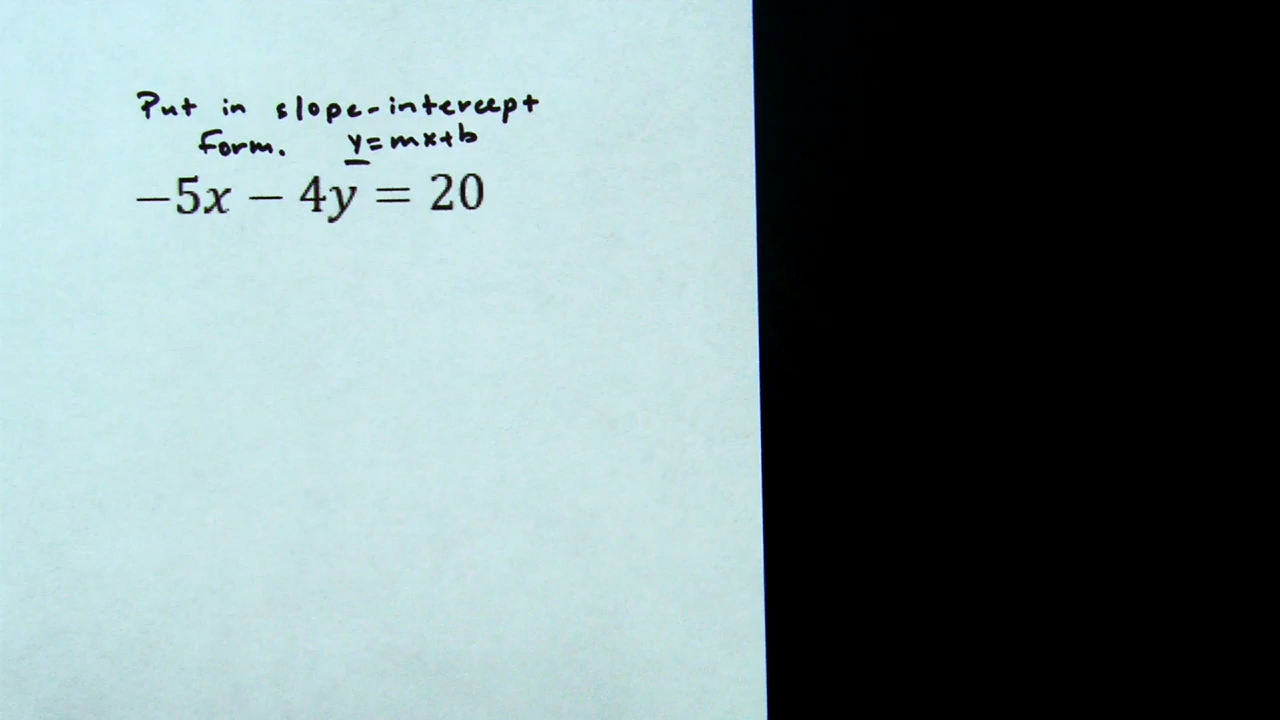 Put in slope-intercept
form. y=mx+b
−5x − 4y = 20